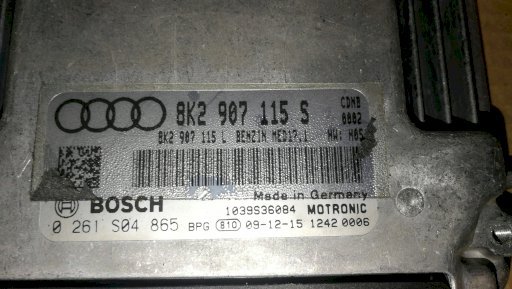 8K2 907 115 S CDNB
0002
8K2 907 115 L BENZIN MED17.1 HW: H05
Made in Germany
BOSCH 1039S36084 MOTRONIC
0 261 S04 865 BPG 810 09-12-15 1242 0006